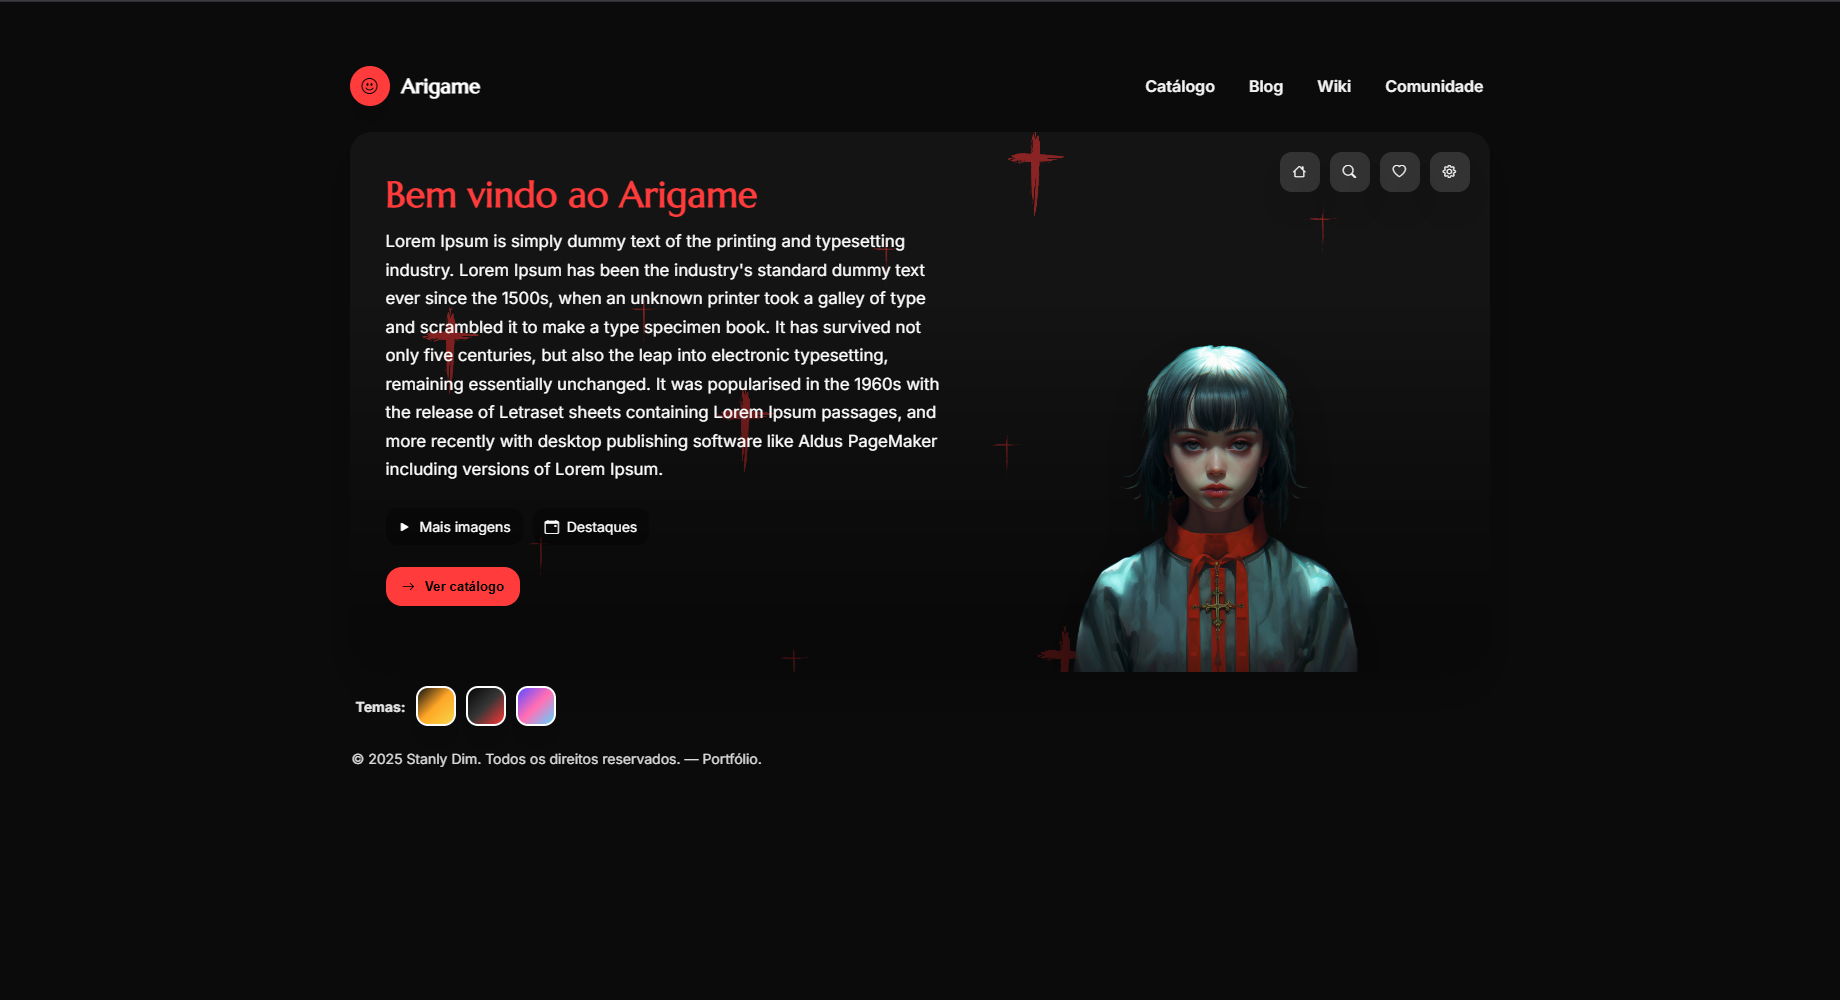 Arigame
Catálogo Blog Wiki Comunidade
Bem vindo ao Arigame
Lorem Ipsum is simply dummy text of the printing and typesetting
industry. Lorem Ipsum has been the industry's standard dummy text
ever since the 1500s, when an unknown printer took a galley of type
and scrambled it to make a type specimen book. It has survived not
only five centuries, but also the leap into electronic typesetting,
remaining essentially unchanged. It was popularised in the 1960s with
the release of Letraset sheets containing Lorem Ipsum passages, and
more recently with desktop publishing software like Aldus PageMaker
including versions of Lorem Ipsum.
Mais imagens Destaques
Ver catálogo
Temas:
© 2025 Stanly Dim. Todos os direitos reservados. — Portfólio.